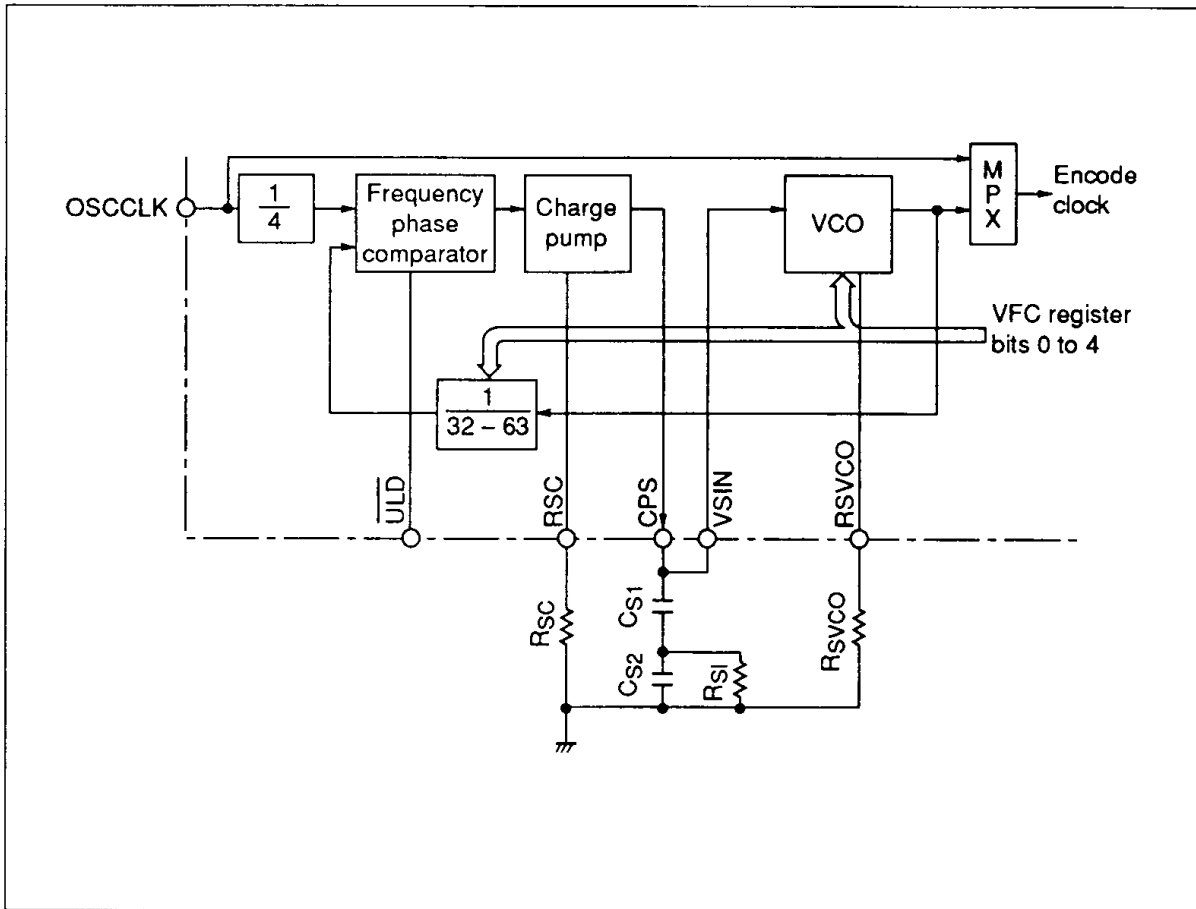 OSCCLK
1
4
Frequency
phase
comparator
Charge
pump
VCO
M
P
X
Encode
clock
VFC register
bits 0 to 4
1
32 – 63
ULD
RSC
CPS
VSIN
RSVCO
RSC
CS1
CS2
RSI
RSVCO